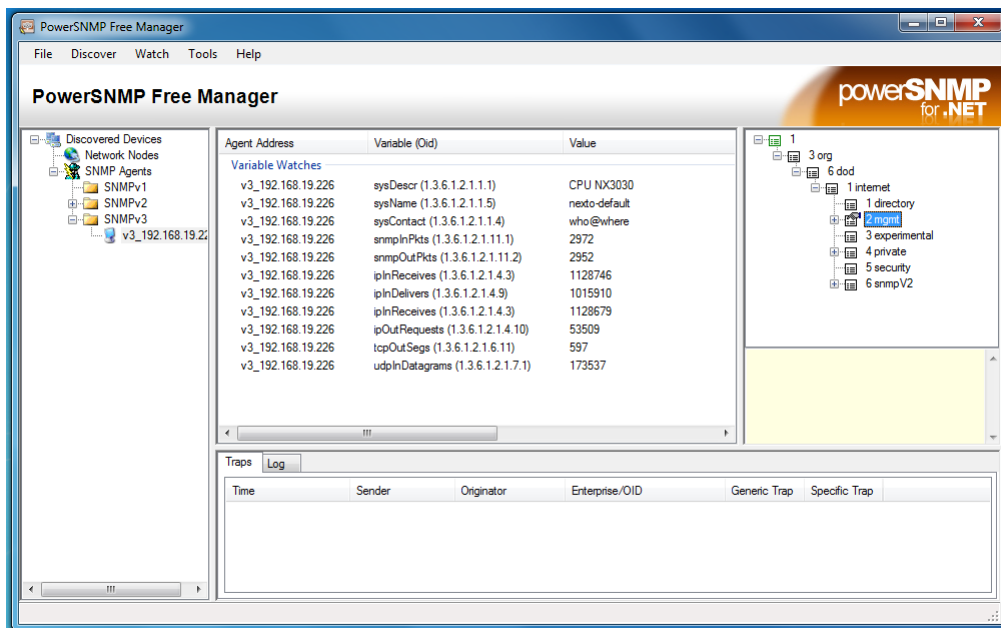 PowerSNMP Free Manager
File Discover Watch Tools Help
PowerSNMP Free Manager
powerSNMP
for .NET
Discovered Devices
Network Nodes
SNMP Agents
SNMPv1
SNMPv2
SNMPv3
v3_192.168.19.22
Agent Address Variable (Oid) Value
Variable Watches
v3_192.168.19.226 sysDescr (1.3.6.1.2.1.1.1) CPU NX3030
v3_192.168.19.226 sysName (1.3.6.1.2.1.1.5) nexto-default
v3_192.168.19.226 sysContact (1.3.6.1.2.1.1.4) who@where
v3_192.168.19.226 snmpInPkts (1.3.6.1.2.1.11.1) 2972
v3_192.168.19.226 snmpOutPkts (1.3.6.1.2.1.11.2) 2952
v3_192.168.19.226 ipInReceives (1.3.6.1.2.1.4.3) 1128746
v3_192.168.19.226 ipInDelivers (1.3.6.1.2.1.4.9) 1015910
v3_192.168.19.226 ipInReceives (1.3.6.1.2.1.4.3) 1128679
v3_192.168.19.226 ipOutRequests (1.3.6.1.2.1.4.10) 53509
v3_192.168.19.226 tcpOutSegs (1.3.6.1.2.1.6.11) 597
v3_192.168.19.226 udpInDatagrams (1.3.6.1.2.1.7.1) 173537
1
3 org
6 dod
1 internet
1 directory
2 mgmt
3 experimental
4 private
5 security
6 snmpV2
Traps Log
Time Sender Originator Enterprise/OID Generic Trap Specific Trap